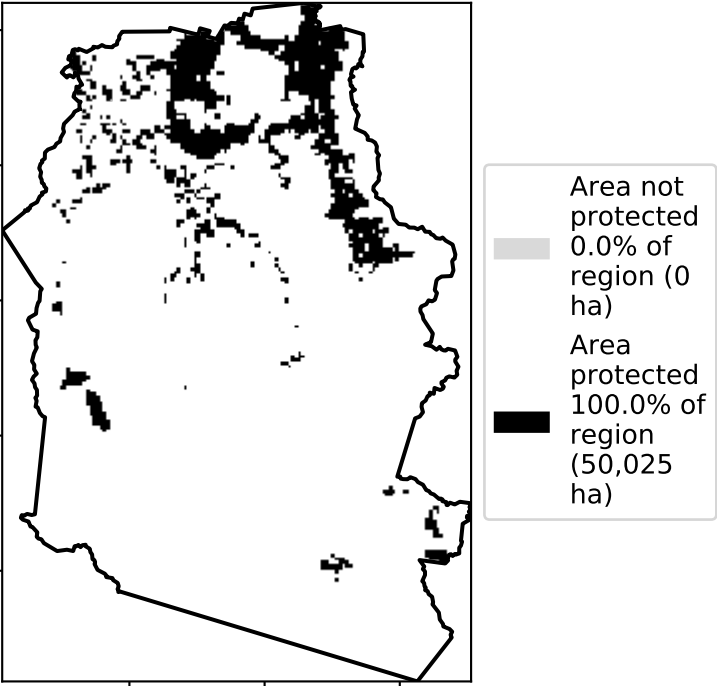 Area not
protected
0.0% of
region (0
ha)
Area
protected
100.0% of
region
(50,025
ha)